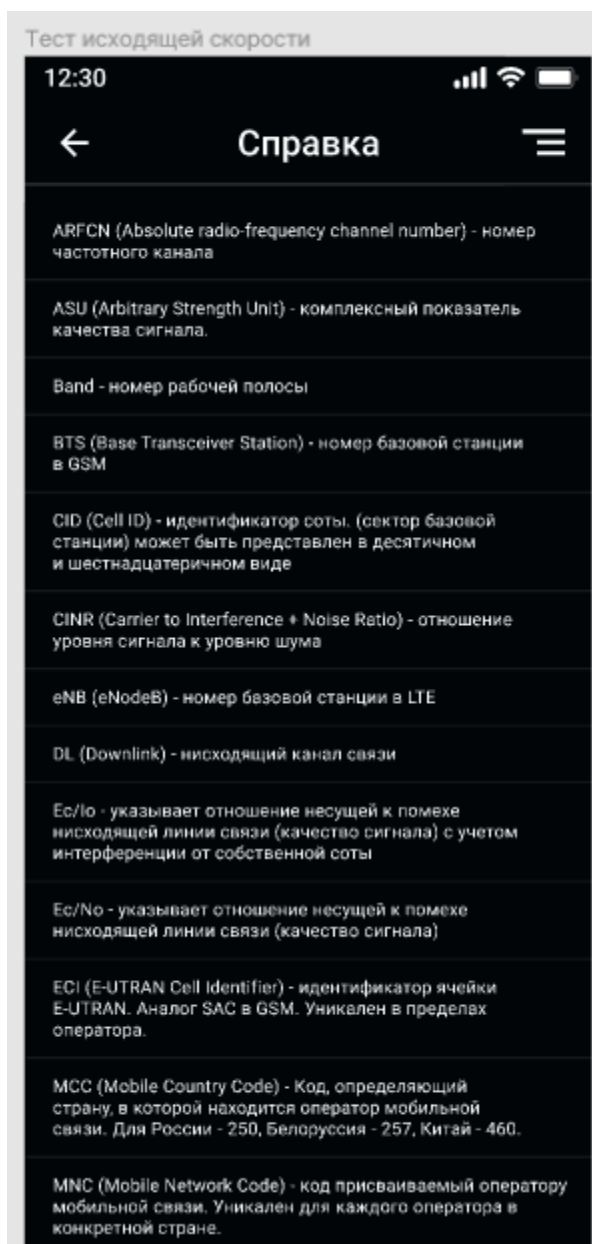 Тест исходящей скорости
12:30
Справка
ARFCN (Absolute radio-frequency channel number) - номер
частотного канала
ASU (Arbitrary Strength Unit) - комплексный показатель
качества сигнала.
Band - номер рабочей полосы
BTS (Base Transceiver Station) - номер базовой станции
в GSM
CID (Cell ID) - идентификатор соты. (сектор базовой
станции) может быть представлен в десятичном
и шестнадцатеричном виде
CINR (Carrier to Interference + Noise Ratio) - отношение
уровня сигнала к уровню шума
eNB (eNodeB) - номер базовой станции в LTE
DL (Downlink) - нисходящий канал связи
Ec/Io - указывает отношение несущей к помехе
нисходящей линии связи (качество сигнала) с учетом
интерференции от собственной соты
Ec/No - указывает отношение несущей к помехе
нисходящей линии связи (качество сигнала)
ECI (E-UTRAN Cell Identifier) - идентификатор ячейки
E-UTRAN. Аналог SAC в GSM. Уникален в пределах
оператора.
MCC (Mobile Country Code) - Код, определяющий
страну, в которой находится оператор мобильной
связи. Для России - 250, Белоруссия - 257, Китай - 460.
MNC (Mobile Network Code) - код присваиваемый оператору
мобильной связи. Уникален для каждого оператора в
конкретной стране.